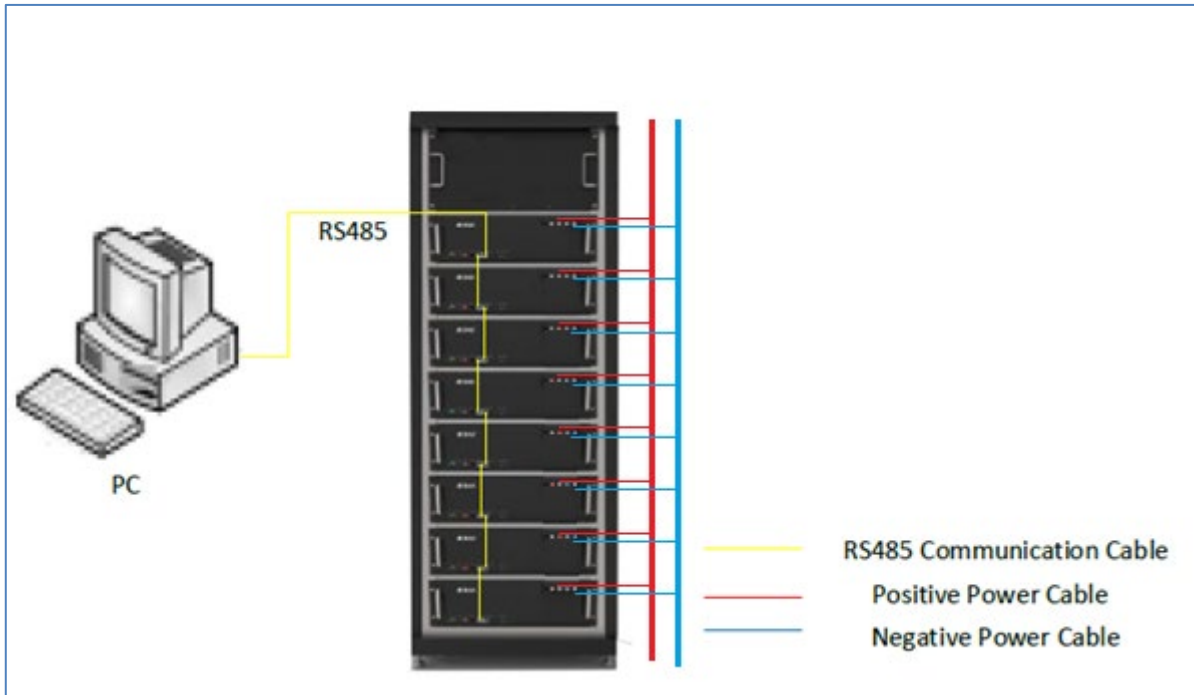 RS485
PC
RS485 Communication Cable
Positive Power Cable
Negative Power Cable